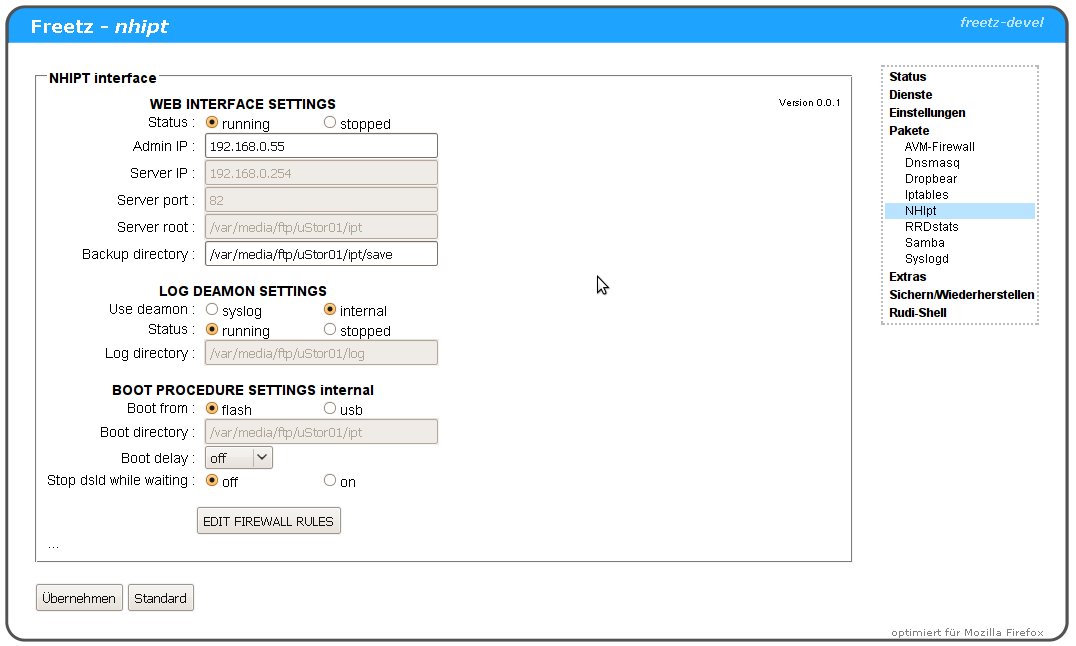 Freetz - nhipt
freetz-devel
NHIPT interface
WEB INTERFACE SETTINGS
Version 0.0.1
Status : running stopped
Admin IP : 192.168.0.55
Server IP : 192.168.0.254
Server port : 82
Server root : /var/media/ftp/uStor01/ipt
Backup directory : /var/media/ftp/uStor01/ipt/save
LOG DEAMON SETTINGS
Use deamon : syslog internal
Status : running stopped
Log directory : /var/media/ftp/uStor01/log
BOOT PROCEDURE SETTINGS internal
Boot from : flash usb
Boot directory : /var/media/ftp/uStor01/ipt
Boot delay : off
Stop dsld while waiting : off on
EDIT FIREWALL RULES
...
Übernehmen Standard
Status
Dienste
Einstellungen
Pakete
AVM-Firewall
Dnsmasq
Dropbear
Iptables
NHIpt
RRDstats
Samba
Syslogd
Extras
Sichern/Wiederherstellen
Rudi-Shell
optimiert für Mozilla Firefox